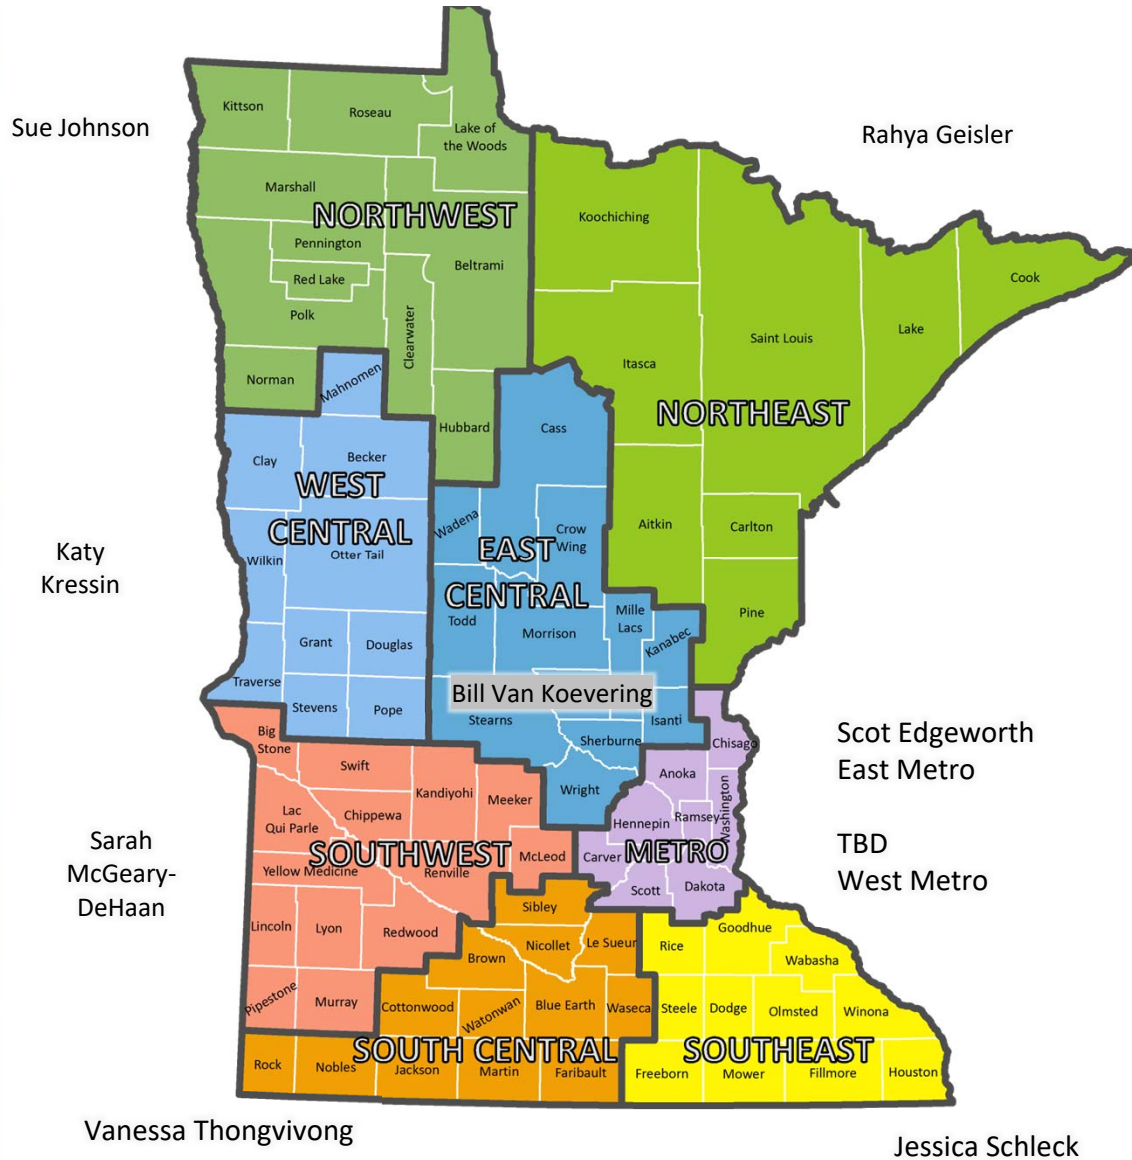 Kittson
Roseau
Lake of
the Woods
Sue Johnson
Rahya Geisler
Marshall
NORTHWEST
Koochiching
Pennington
Beltrami
Red Lake
Cook
Polk
Clearwater
Saint Louis
Lake
Itasca
Norman
Mahnomen
NORTHEAST
Hubbard
Cass
Clay
Becker
WEST
CENTRAL
Wadena
Crow
Wing
Aitkin
Carlton
EAST
CENTRAL
Otter Tail
Wilkin
Katy
Kressin
Pine
Mille
Lacs
Todd
Morrison
Kanabec
Grant
Douglas
Traverse
Bill Van Koevering
Stevens
Pope
Stearns
Isanti
Big
Stone
Sherburne
Chisago
Scot Edgeworth
East Metro
Swift
Anoka
Kandiyohi
Meeker
Wright
Washington
Lac
Qui Parle
Chippewa
Hennepin
Ramsey
Sarah
McGeary-
DeHaan
SOUTHWEST
McLeod
Carver
METRO
TBD
West Metro
Yellow Medicine
Renville
Scott
Dakota
Sibley
Lincoln
Lyon
Redwood
Nicollet
Le Sueur
Rice
Goodhue
Brown
Wabasha
Pipestone
Murray
Cottonwood
Watonwan
Blue Earth
Waseca
Steele
Dodge
Olmsted
Winona
SOUTH CENTRAL
SOUTHEAST
Rock
Nobles
Jackson
Martin
Faribault
Freeborn
Mower
Fillmore
Houston
Vanessa Thongvivong
Jessica Schleck